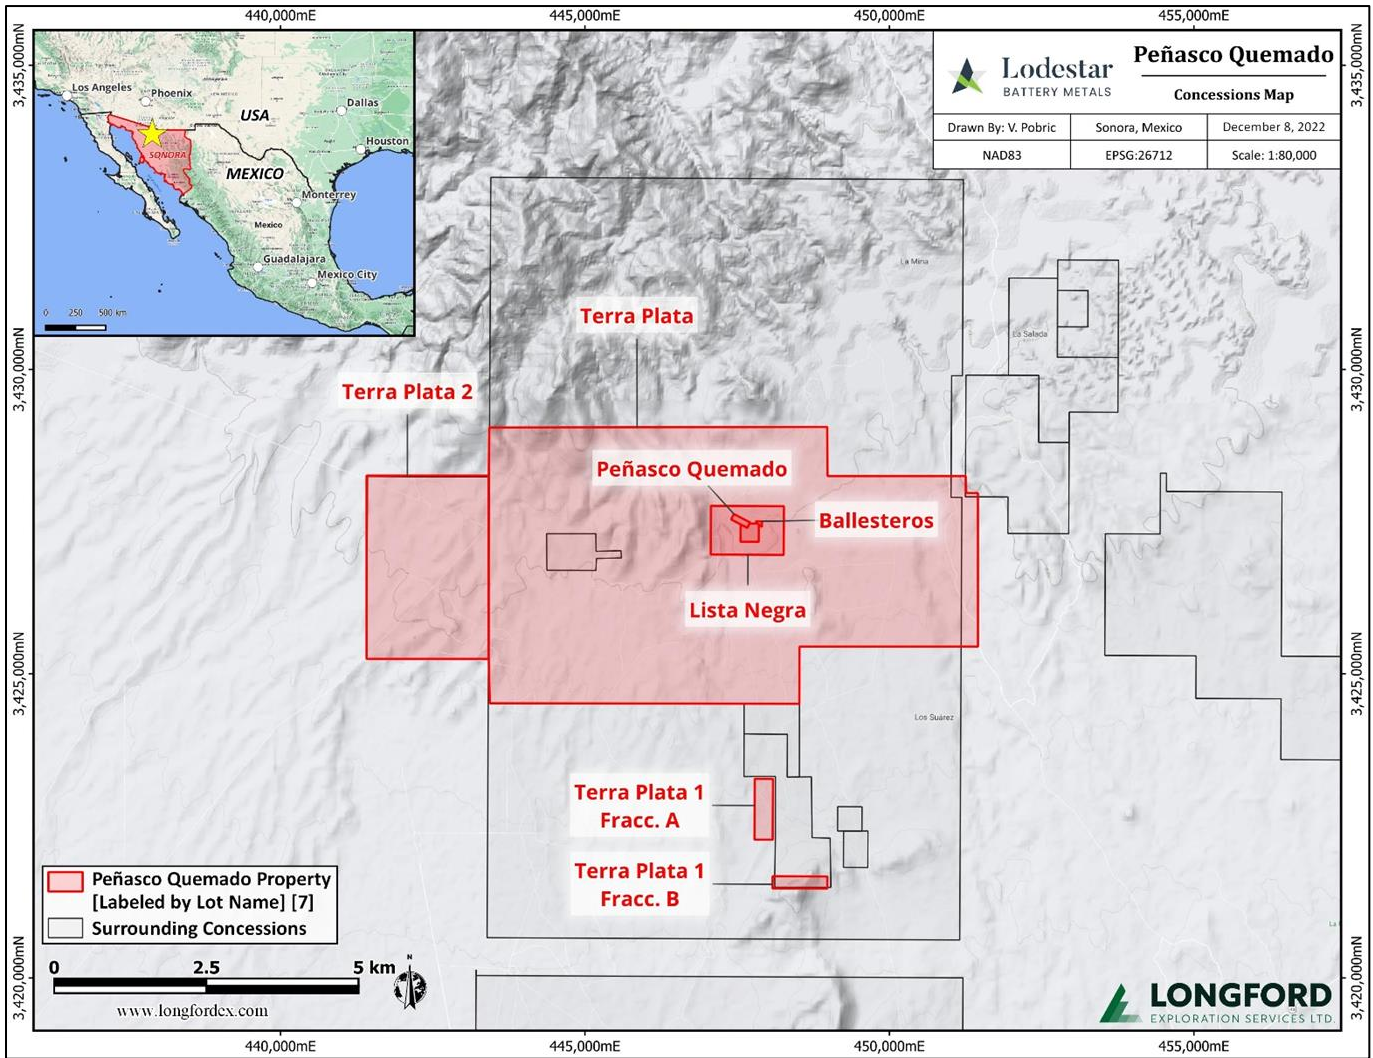 440,000mE
445,000mE
450,000mE
455,000mE
3,435,000mN
3,430,000mN
3,425,000mN
3,420,000mN
Los Angeles
Phoenix
Dallas
USA
Houston
SONORA
MEXICO
Monterrey
Mexico
Guadalajara
Mexico City
0 250 500 km
Lodestar
BATTERY METALS
Peñasco Quemado
Concessions Map
Drawn By: V. Pobric
Sonora, Mexico
December 8, 2022
NAD83
EPSG:26712
Scale: 1:80,000
3,435,000mN
3,430,000mN
3,425,000mN
3,420,000mN
La Mina
Terra Plata
La Salada
Terra Plata 2
Peñasco Quemado
Ballesteros
Lista Negra
Los Suárez
Terra Plata 1
Fracc. A
Terra Plata 1
Fracc. B
Peñasco Quemado Property
[Labeled by Lot Name] [7]
Surrounding Concessions
0 2.5 5 km
N
www.longfordex.com
LONGFORD
EXPLORATION SERVICES LTD.
440,000mE
445,000mE
450,000mE
455,000mE